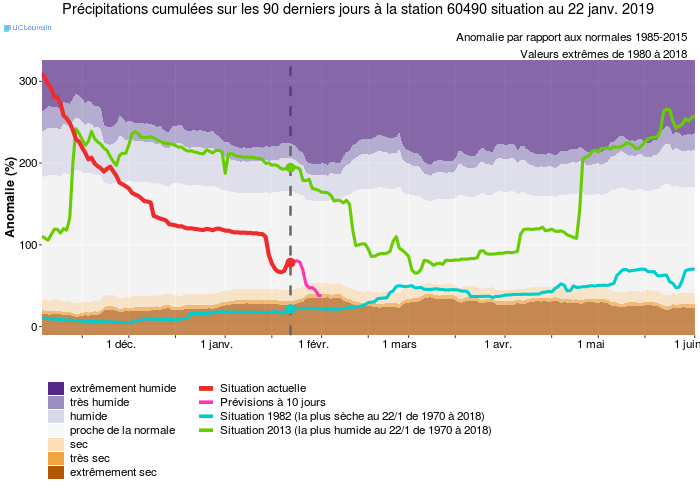 Précipitations cumulées sur les 90 derniers jours à la station 60490 situation au 22 janv. 2019
UCLouvain
Anomalie par rapport aux normales 1985-2015
Valeurs extrêmes de 1980 à 2018
Anomalie (%)
300
200
100
0
1 déc. 1 janv. 1 févr. 1 mars 1 avr. 1 mai 1 juin
extrêmement humide
très humide
humide
proche de la normale
sec
très sec
extrêmement sec
Situation actuelle
Prévisions à 10 jours
Situation 1982 (la plus sèche au 22/1 de 1970 à 2018)
Situation 2013 (la plus humide au 22/1 de 1970 à 2018)